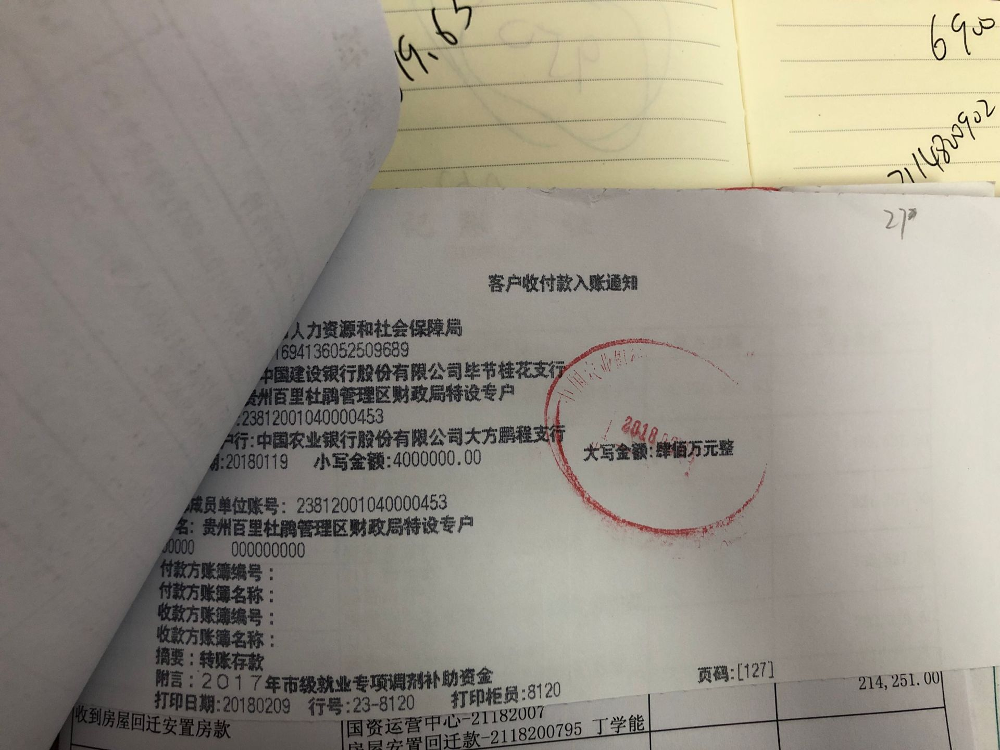 19.65
690
2114800902
27
客户收付款入账通知
人力资源和社会保障局
1694136052509689
中国建设银行股份有限公司毕节桂花支行
贵州百里杜鹃管理区财政局特设专户
:23812001040000453
户行:中国农业银行股份有限公司大方鹏程支行
期:20180119 小写金额:4000000.00 大写金额:肆佰万元整
中国农业银
2018
成员单位账号: 23812001040000453
名: 贵州百里杜鹃管理区财政局特设专户
00000 000000000
付款方账簿编号:
付款方账簿名称:
收款方账簿编号:
收款方账簿名称:
摘要:转账存款
附言:2017年市级就业专项调剂补助资金
页码:[127]
打印日期:20180209 行号:23-8120 打印柜员:8120
214,251.00
收到房屋回迁安置房款
国资运营中心-21182007
房屋安置回迁款-2118200795 丁学能